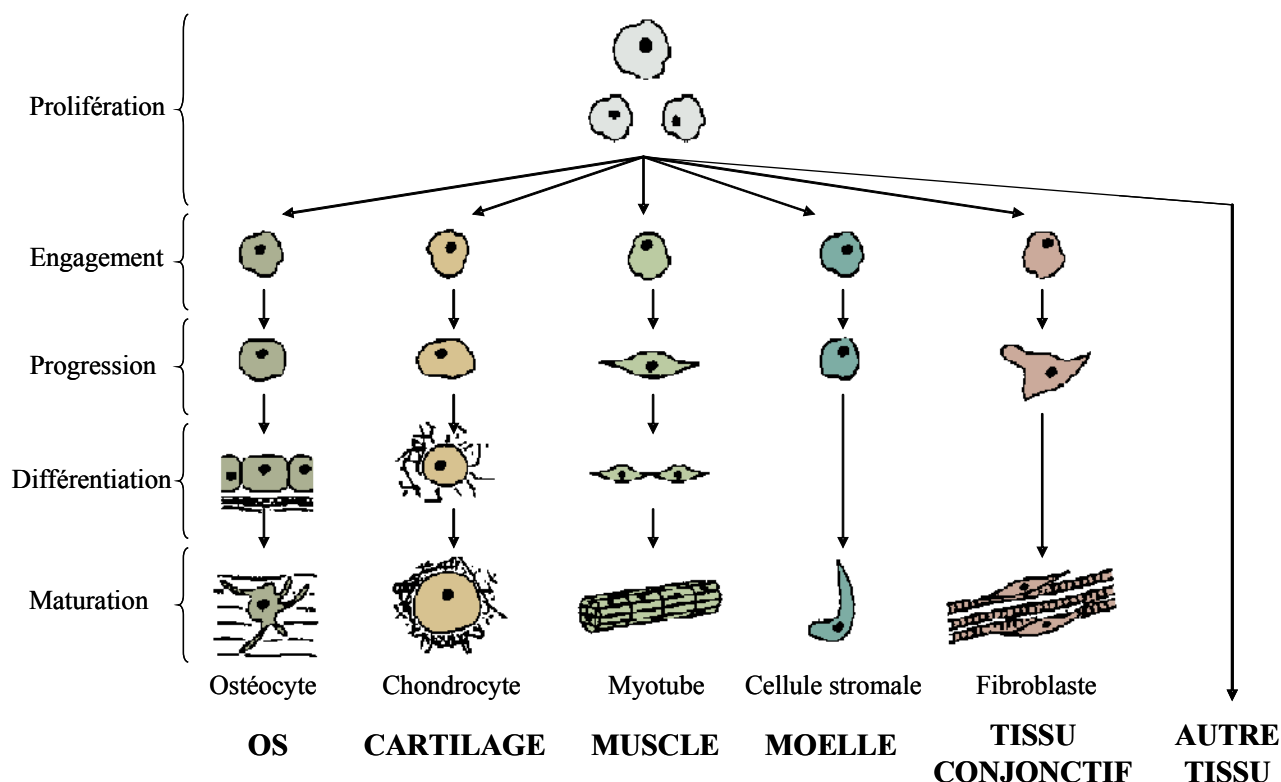 Prolifération
Engagement
Progression
Différentiation
Maturation
Ostéocyte
Chondrocyte
Myotube
Cellule stromale
Fibroblaste
OS
CARTILAGE
MUSCLE
MOELLE
TISSU
CONJONCTIF
AUTRE
TISSU